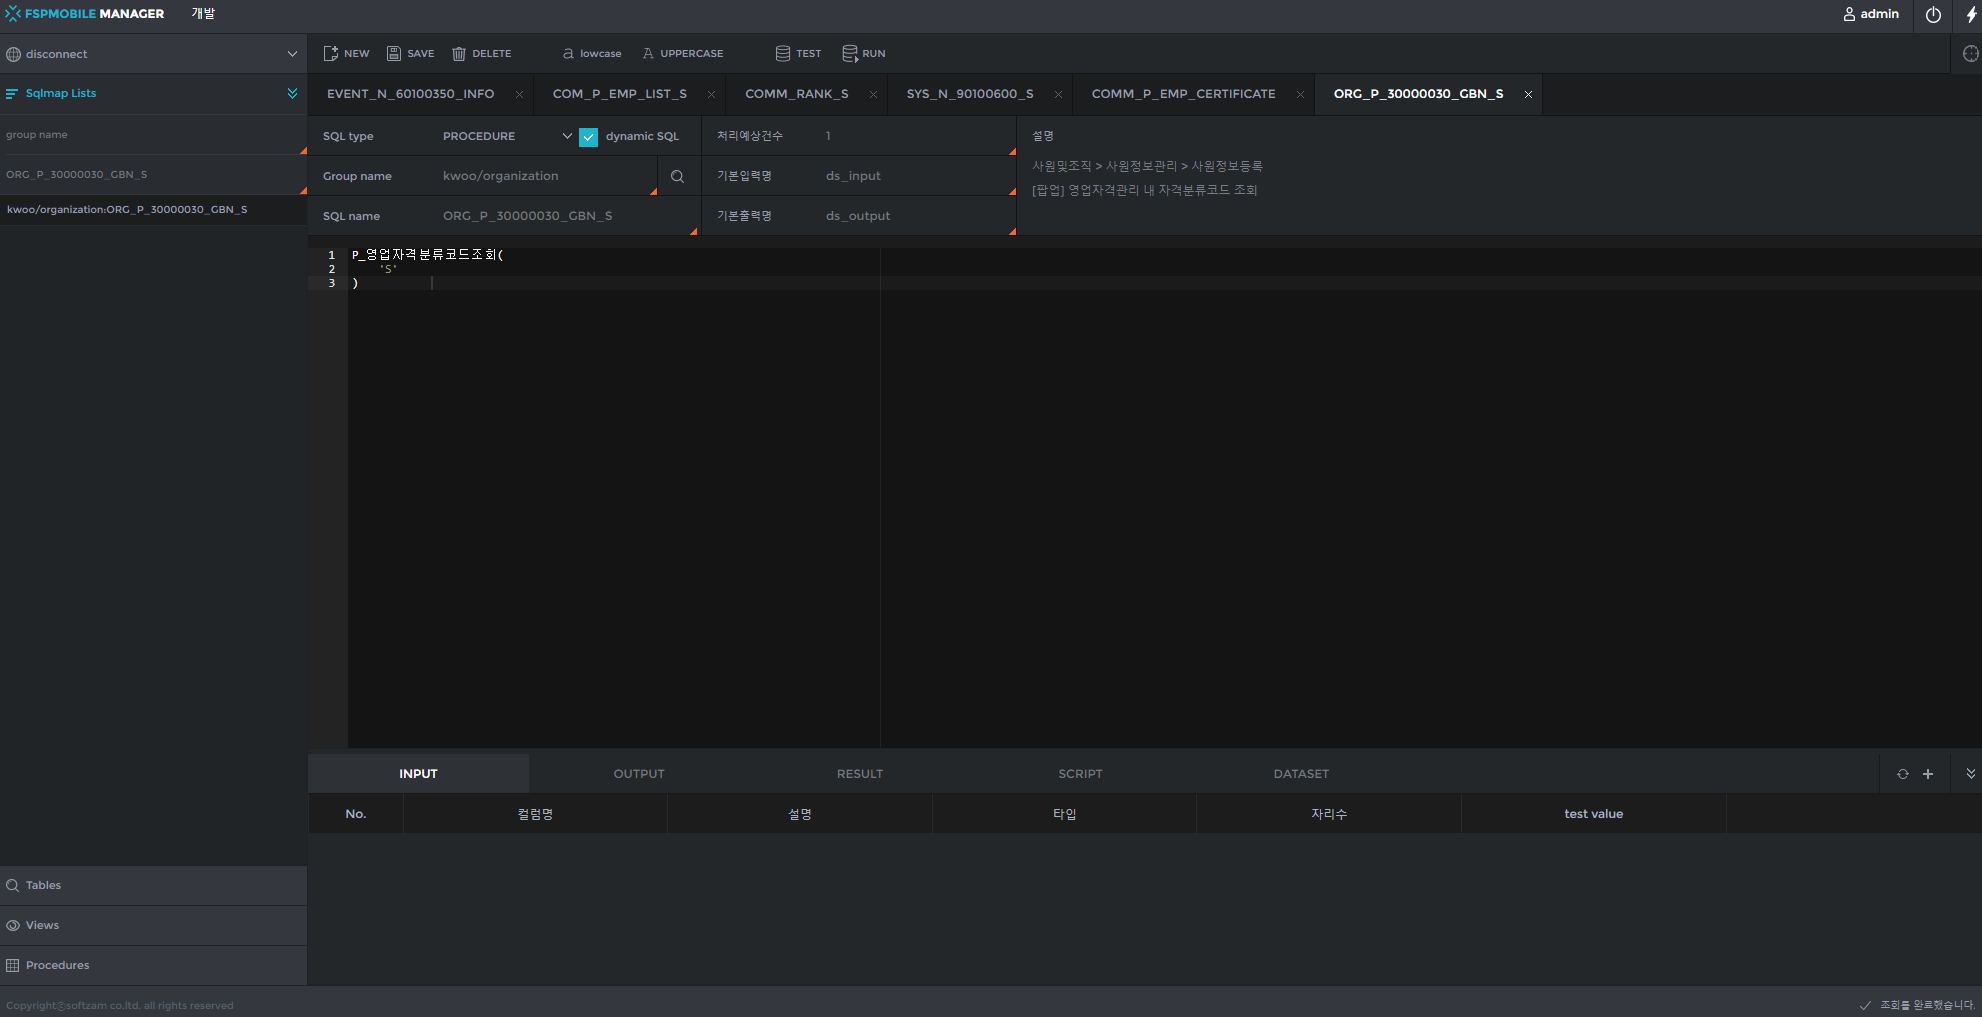 FSPMOBILE MANAGER 개발 admin
disconnect
NEW SAVE DELETE lowcase UPPERCASE TEST RUN
Sqlmap Lists
EVENT_N_60100350_INFO COM_P_EMP_LIST_S COMM_RANK_S SYS_N_90100600_S COMM_P_EMP_CERTIFICATE ORG_P_30000030_GBN_S
group name
ORG_P_30000030_GBN_S
kwoo/organization:ORG_P_30000030_GBN_S
SQL type PROCEDURE dynamic SQL 처리예상건수 1 설명
Group name kwoo/organization 기본입력명 ds_input
SQL name ORG_P_30000030_GBN_S 기본출력명 ds_output
사원및조직 > 사원정보관리 > 사원정보등록
[팝업] 영업자격관리 내 자격분류코드 조회
1 P_영업자격분류코드조회(
2 'S'
3 )
INPUT OUTPUT RESULT SCRIPT DATASET
No. 컬럼명 설명 타입 자리수 test value
Tables
Views
Procedures
Copyrightⓒsoftzam co.ltd. all rights reserved 조회를 완료했습니다.